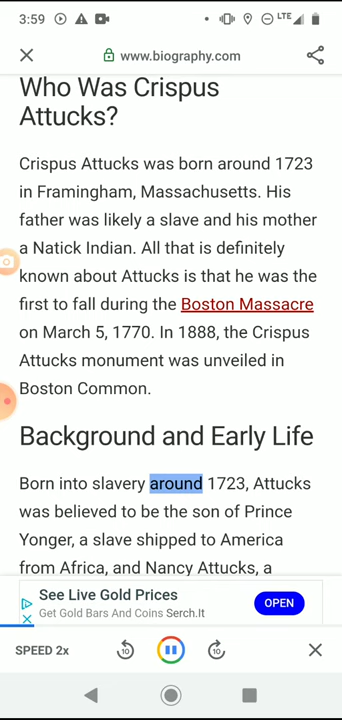 3:59
LTE
www.biography.com
Who Was Crispus
Attucks?
Crispus Attucks was born around 1723
in Framingham, Massachusetts. His
father was likely a slave and his mother
a Natick Indian. All that is definitely
known about Attucks is that he was the
first to fall during the Boston Massacre
on March 5, 1770. In 1888, the Crispus
Attucks monument was unveiled in
Boston Common.
Background and Early Life
Born into slavery around 1723, Attucks
was believed to be the son of Prince
Yonger, a slave shipped to America
from Africa, and Nancy Attucks, a
See Live Gold Prices
Get Gold Bars And Coins Serch.It
OPEN
SPEED 2x
10
10